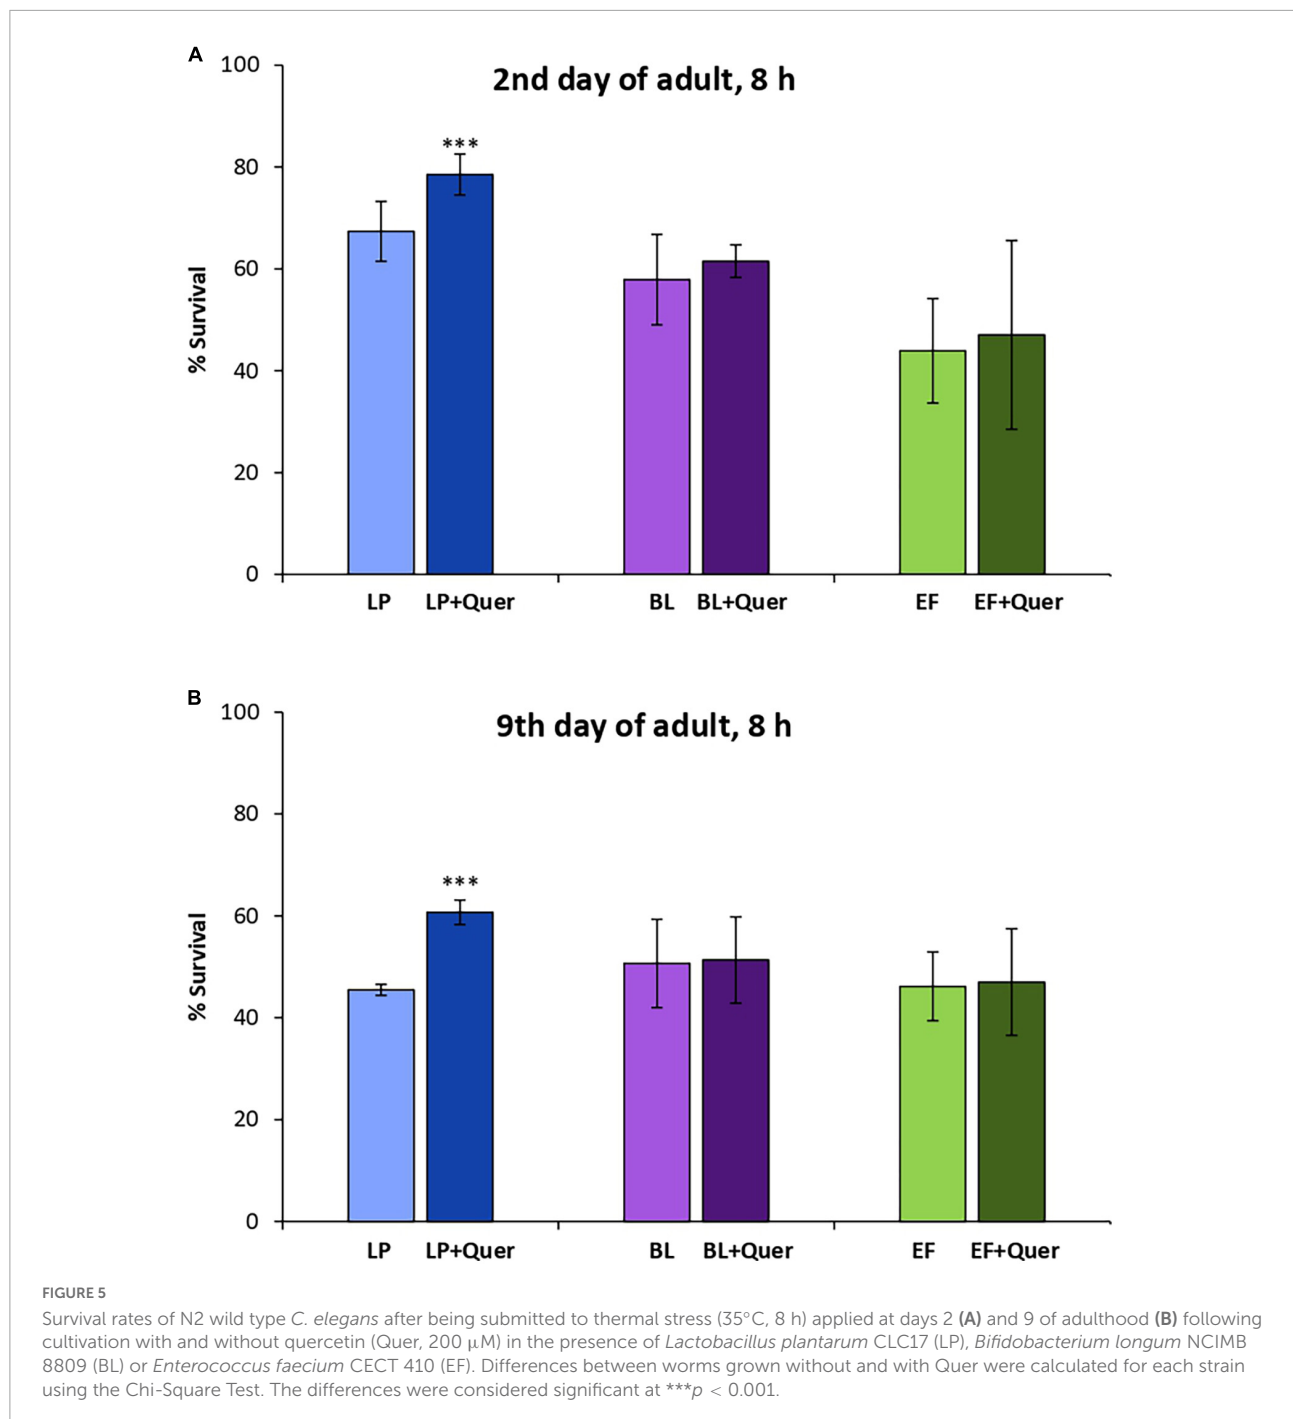 A
100
2nd day of adult, 8 h
***
80
60
% Survival
40
20
0
LP LP+Quer BL BL+Quer EF EF+Quer
B
100
9th day of adult, 8 h
80
***
60
% Survival
40
20
0
LP LP+Quer BL BL+Quer EF EF+Quer
FIGURE 5
Survival rates of N2 wild type C. elegans after being submitted to thermal stress (35°C, 8 h) applied at days 2 (A) and 9 of adulthood (B) following
cultivation with and without quercetin (Quer, 200 μM) in the presence of Lactobacillus plantarum CLC17 (LP), Bifidobacterium longum NCIMB
8809 (BL) or Enterococcus faecium CECT 410 (EF). Differences between worms grown without and with Quer were calculated for each strain
using the Chi-Square Test. The differences were considered significant at ***p < 0.001.